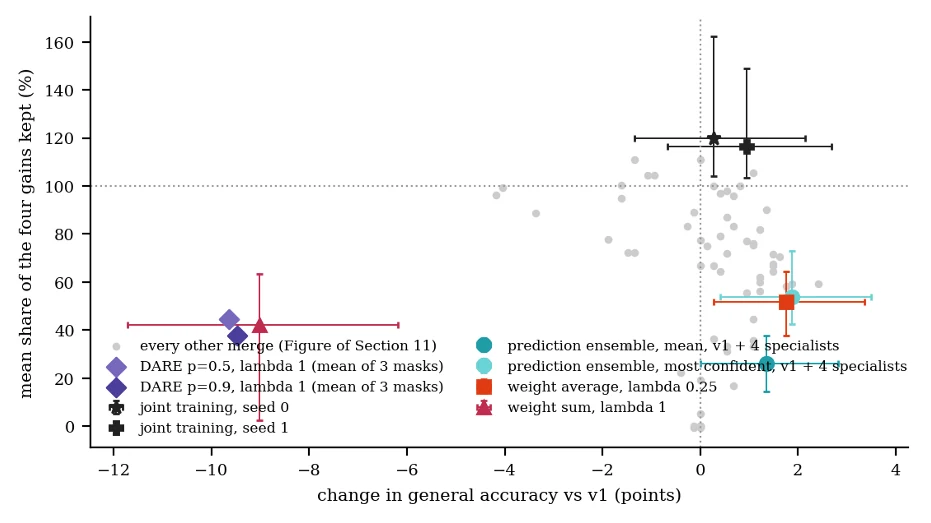 160
140
120
100
80
60
40
20
0
mean share of the four gains kept (%)
every other merge (Figure of Section 11)
DARE p=0.5, lambda 1 (mean of 3 masks)
DARE p=0.9, lambda 1 (mean of 3 masks)
joint training, seed 0
joint training, seed 1
prediction ensemble, mean, v1 + 4 specialists
prediction ensemble, most confident, v1 + 4 specialists
weight average, lambda 0.25
weight sum, lambda 1
−12 −10 −8 −6 −4 −2 0 2 4
change in general accuracy vs v1 (points)